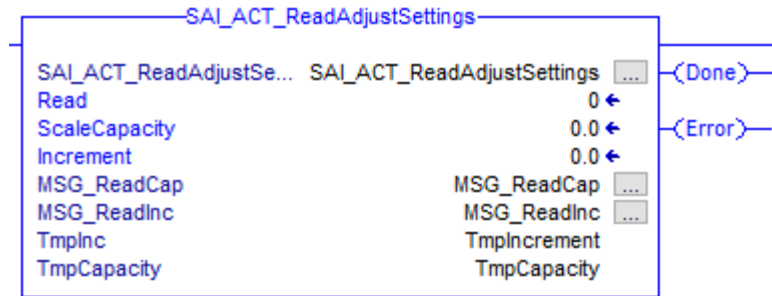 SAI_ACT_ReadAdjustSettings
SAI_ACT_ReadAdjustSe... SAI_ACT_ReadAdjustSettings ... (Done)
Read 0
ScaleCapacity 0.0 (Error)
Increment 0.0
MSG_ReadCap MSG_ReadCap ...
MSG_ReadInc MSG_ReadInc ...
TmpInc TmpIncrement
TmpCapacity TmpCapacity